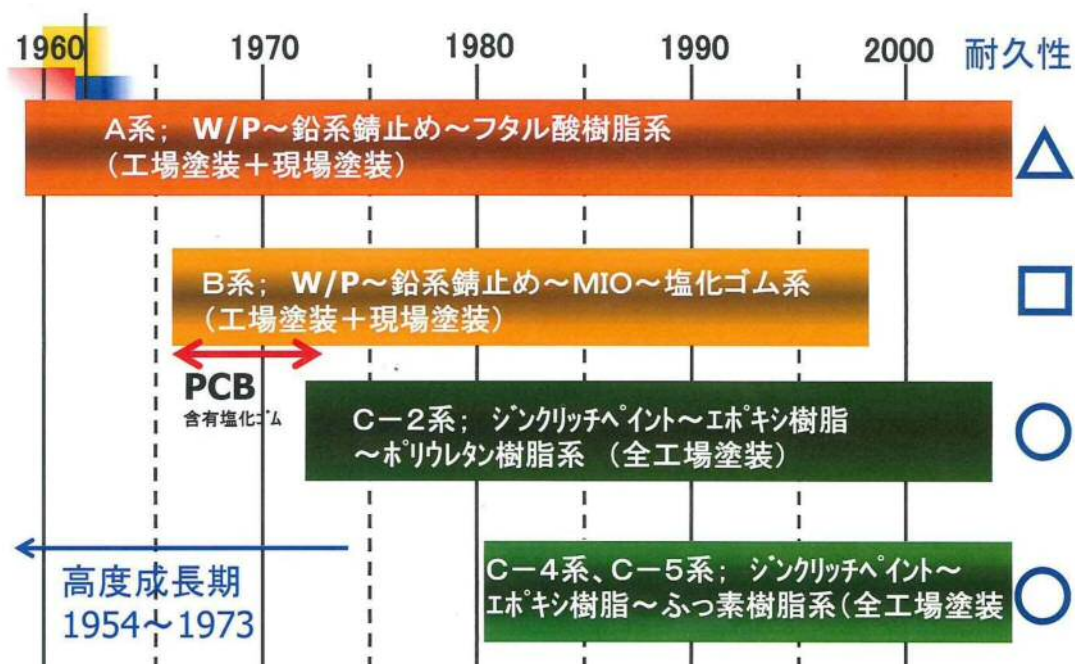 1960 1970 1980 1990 2000 耐久性
A系; W/P～鉛系錆止め～フタル酸樹脂系
（工場塗装＋現場塗装）
B系; W/P～鉛系錆止め～MIO～塩化ゴム系
（工場塗装＋現場塗装）
PCB
含有塩化ｺﾞﾑ
C－2系; ｼﾞﾝｸﾘｯﾁﾍﾟｲﾝﾄ～ｴﾎﾟｷｼ樹脂
～ﾎﾟﾘｳﾚﾀﾝ樹脂系 （全工場塗装）
高度成長期
1954～1973
C－4系、C－5系; ｼﾞﾝｸﾘｯﾁﾍﾟｲﾝﾄ～
ｴﾎﾟｷｼ樹脂～ふっ素樹脂系（全工場塗装